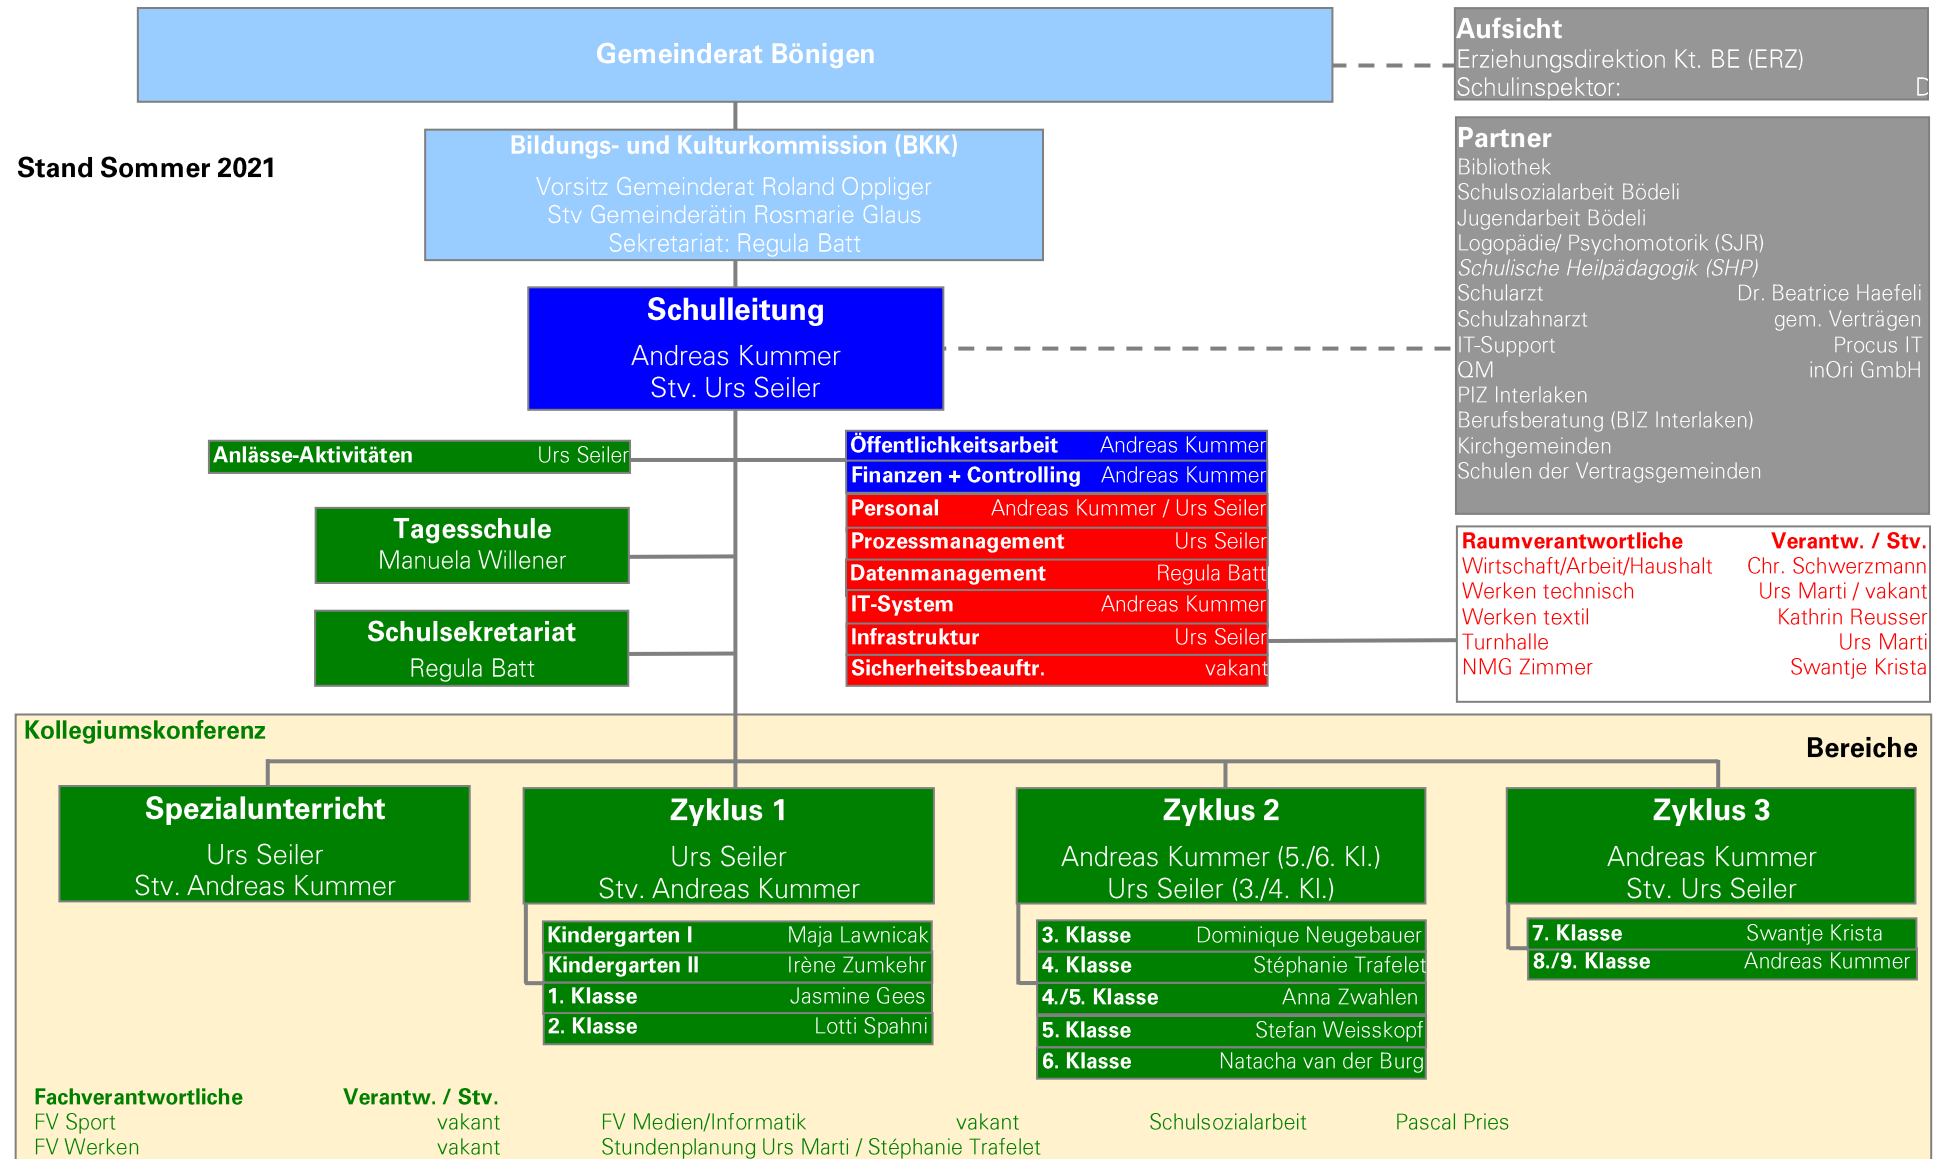 Gemeinderat Bönigen
Aufsicht
Erziehungsdirektion Kt. BE (ERZ)
Schulinspektor: D
Stand Sommer 2021
Bildungs- und Kulturkommission (BKK)
Vorsitz Gemeinderat Roland Oppliger
Stv Gemeinderätin Rosmarie Glaus
Sekretariat: Regula Batt
Partner
Bibliothek
Schulsozialarbeit Bödeli
Jugendarbeit Bödeli
Logopädie/ Psychomotorik (SJR)
Schulische Heilpädagogik (SHP)
Schularzt Dr. Beatrice Haefeli
Schulzahnarzt gem. Verträgen
IT-Support Procus IT
QM inOri GmbH
PIZ Interlaken
Berufsberatung (BIZ Interlaken)
Kirchgemeinden
Schulen der Vertragsgemeinden
Schulleitung
Andreas Kummer
Stv. Urs Seiler
Anlässe-Aktivitäten Urs Seiler
Tagesschule
Manuela Willener
Schulsekretariat
Regula Batt
Öffentlichkeitsarbeit Andreas Kummer
Finanzen + Controlling Andreas Kummer
Personal Andreas Kummer / Urs Seiler
Prozessmanagement Urs Seiler
Datenmanagement Regula Batt
IT-System Andreas Kummer
Infrastruktur Urs Seiler
Sicherheitsbeauftr. vakant
Raumverantwortliche Verantw. / Stv.
Wirtschaft/Arbeit/Haushalt Chr. Schwerzmann
Werken technisch Urs Marti / vakant
Werken textil Kathrin Reusser
Turnhalle Urs Marti
NMG Zimmer Swantje Krista
Kollegiumskonferenz
Bereiche
Spezialunterricht
Urs Seiler
Stv. Andreas Kummer
Zyklus 1
Urs Seiler
Stv. Andreas Kummer
Kindergarten I Maja Lawnicak
Kindergarten II Irène Zumkehr
1. Klasse Jasmine Gees
2. Klasse Lotti Spahni
Zyklus 2
Andreas Kummer (5./6. Kl.)
Urs Seiler (3./4. Kl.)
3. Klasse Dominique Neugebauer
4. Klasse Stéphanie Trafelet
4./5. Klasse Anna Zwahlen
5. Klasse Stefan Weisskopf
6. Klasse Natacha van der Burg
Zyklus 3
Andreas Kummer
Stv. Urs Seiler
7. Klasse Swantje Krista
8./9. Klasse Andreas Kummer
Fachverantwortliche Verantw. / Stv.
FV Sport vakant FV Medien/Informatik vakant Schulsozialarbeit Pascal Pries
FV Werken vakant Stundenplanung Urs Marti / Stéphanie Trafelet